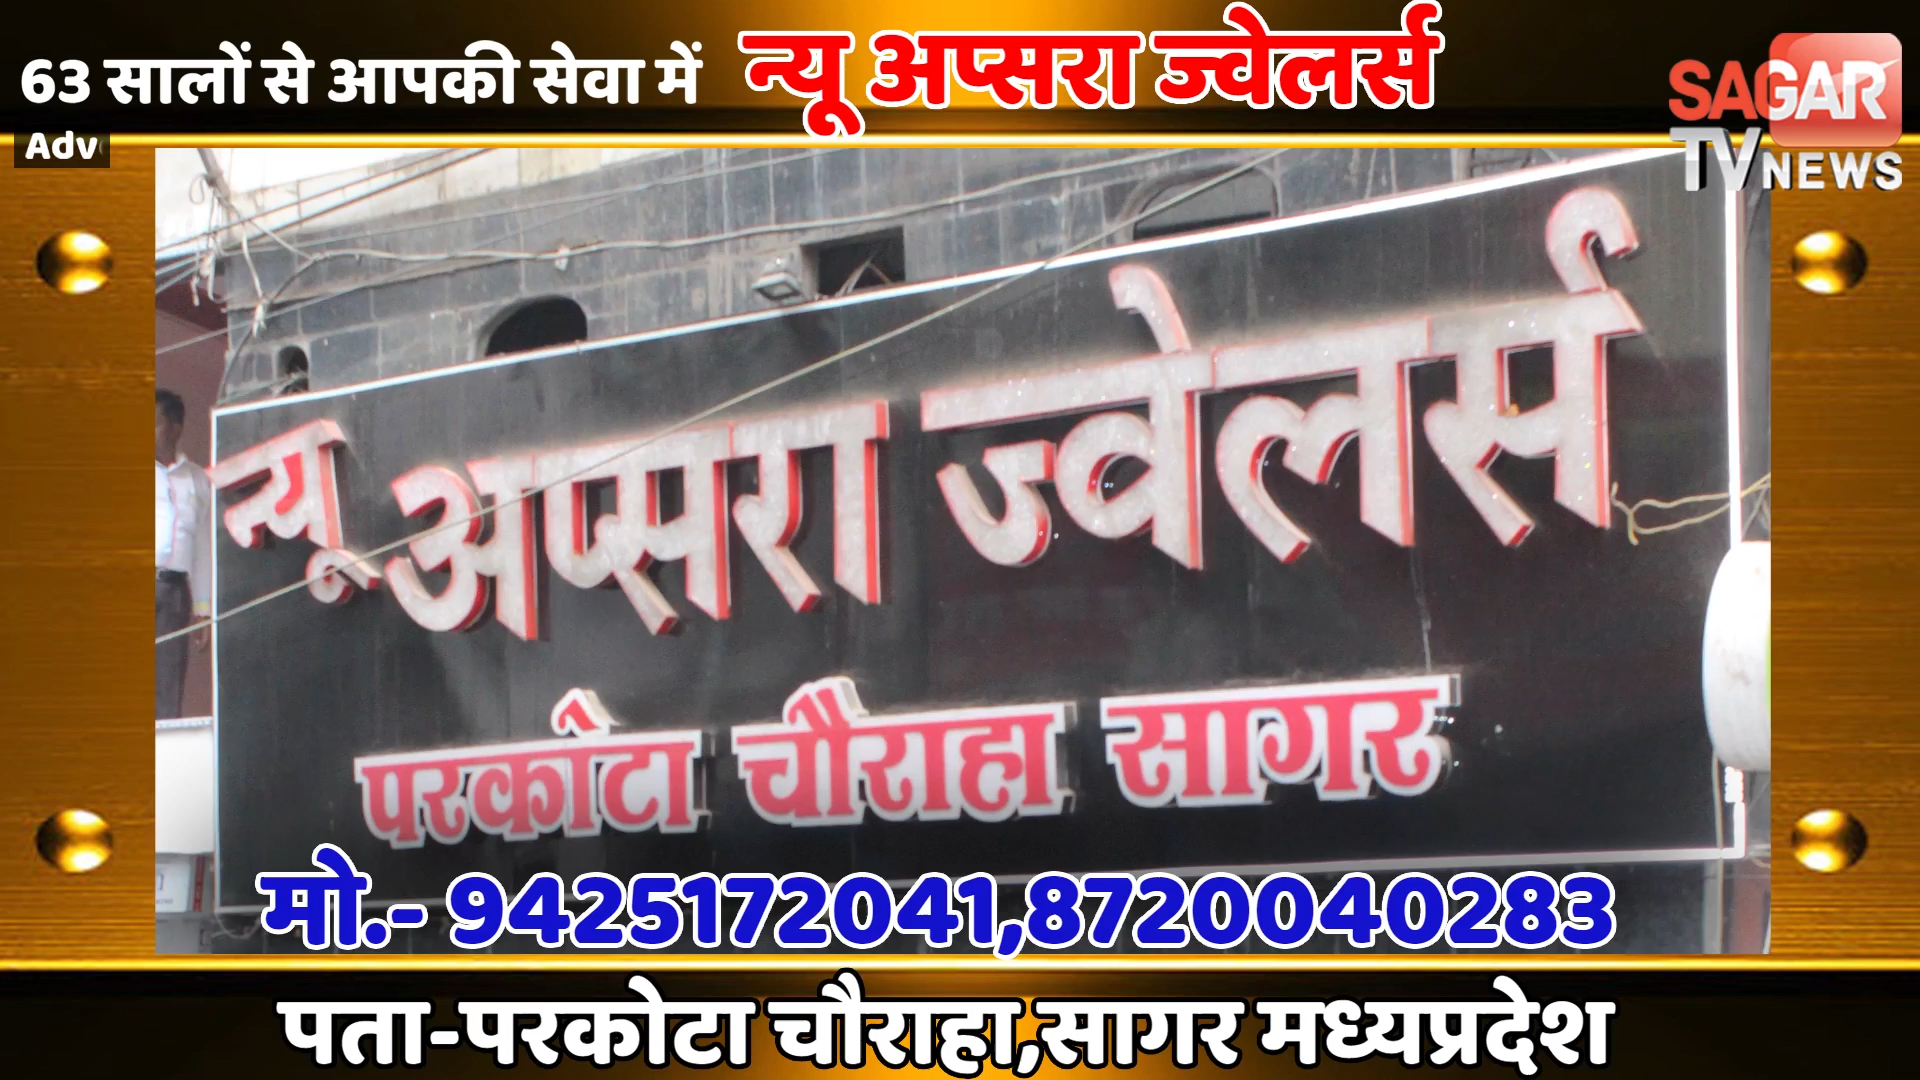 63 सालों से आपकी सेवा में न्यू अप्सरा ज्वेलर्स
SAGAR
TV NEWS
Adv
न्यू अप्सरा ज्वेलर्स
परकोटा चौराहा सागर
मो.- 9425172041,8720040283
पता-परकोटा चौराहा,सागर मध्यप्रदेश